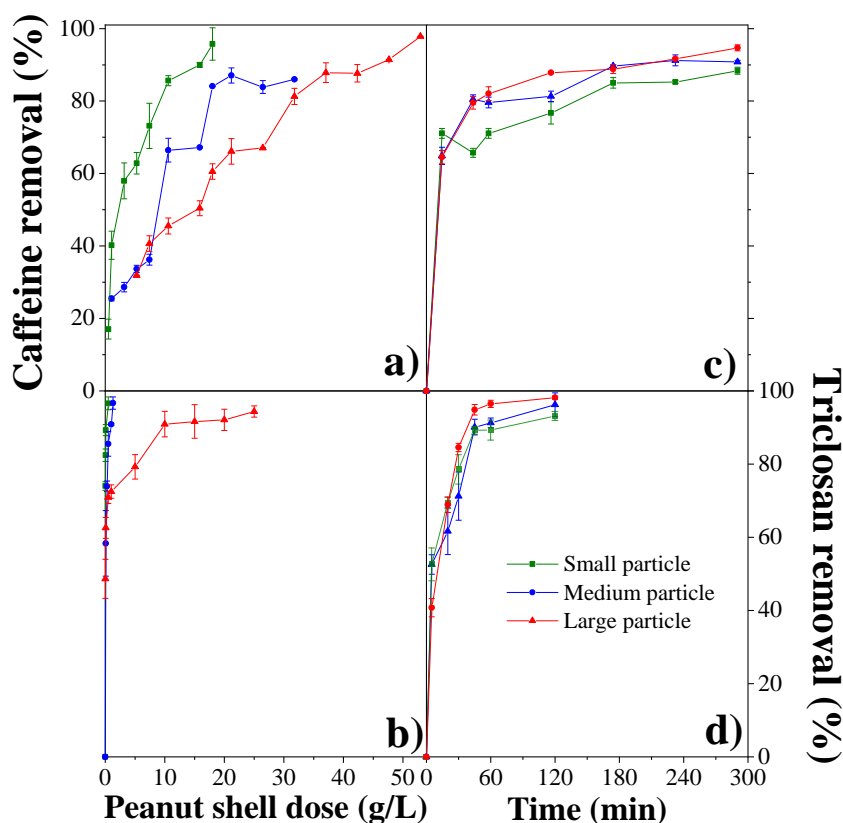 Caffeine removal (%)
100
80
60
40
20
0
a)
c)
100
80
60
40
20
0
Triclosan removal (%)
Small particle
Medium particle
Large particle
b)
d)
0 10 20 30 40 50
0 60 120 180 240 300
Peanut shell dose (g/L)
Time (min)